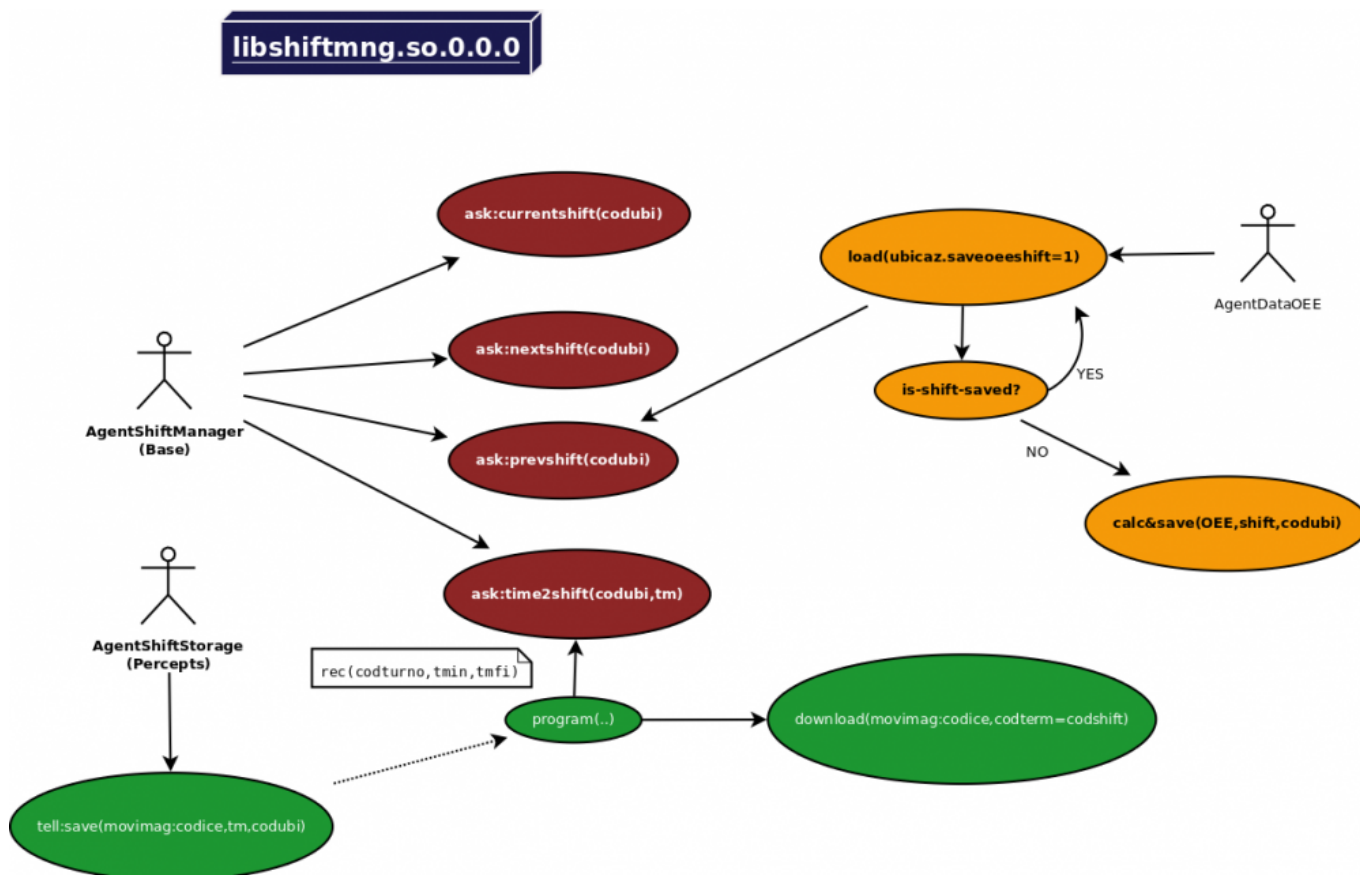 libshiftmng.so.0.0.0
ask:currentshift(codubi)
load(ubicaz.saveoeeshift=1)
AgentDataOEE
ask:nextshift(codubi)
is-shift-saved?
YES
AgentShiftManager
(Base)
ask:prevshift(codubi)
NO
calc&save(OEE,shift,codubi)
ask:time2shift(codubi,tm)
AgentShiftStorage
(Percepts)
rec(codturno,tmin,tmfi)
program(..)
download(movimag:codice,codterm=codshift)
tell:save(movimag:codice,tm,codubi)